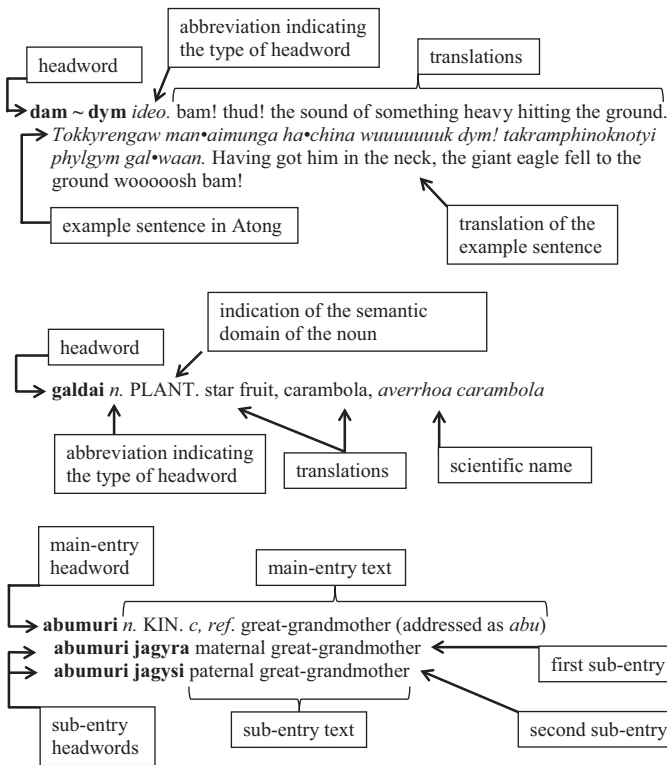 abbreviation indicating
the type of headword
headword
translations
dam ~ dym ideo. bam! thud! the sound of something heavy hitting the ground.
Tokkyrengaw man•aimunga ha•china wuuuuuuuk dym! takramphinoknotyi
phylgym gal•waan. Having got him in the neck, the giant eagle fell to the
ground wooooosh bam!
example sentence in Atong
translation of the
example sentence
indication of the semantic
domain of the noun
headword
galdai n. PLANT. star fruit, carambola, averrhoa carambola
abbreviation indicating
the type of headword
translations
scientific name
main-entry
headword
main-entry text
abumuri n. KIN. c, ref. great-grandmother (addressed as abu)
abumuri jagyra maternal great-grandmother
abumuri jagysi paternal great-grandmother
first sub-entry
sub-entry
headwords
sub-entry text
second sub-entry